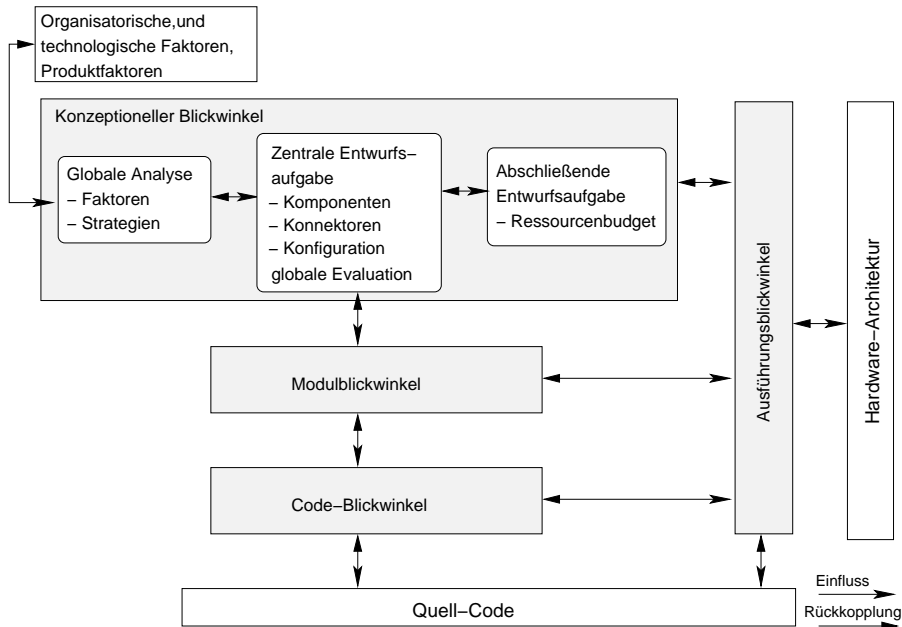 Organisatorische,und
technologische Faktoren,
Produktfaktoren
Konzeptioneller Blickwinkel
Globale Analyse
– Faktoren
– Strategien
Zentrale Entwurfs–
aufgabe
– Komponenten
– Konnektoren
– Konfiguration
globale Evaluation
Abschließende
Entwurfsaufgabe
– Ressourcenbudget
Ausführungsblickwinkel
Hardware–Architektur
Modulblickwinkel
Code–Blickwinkel
Quell–Code
Einfluss
Rückkopplung